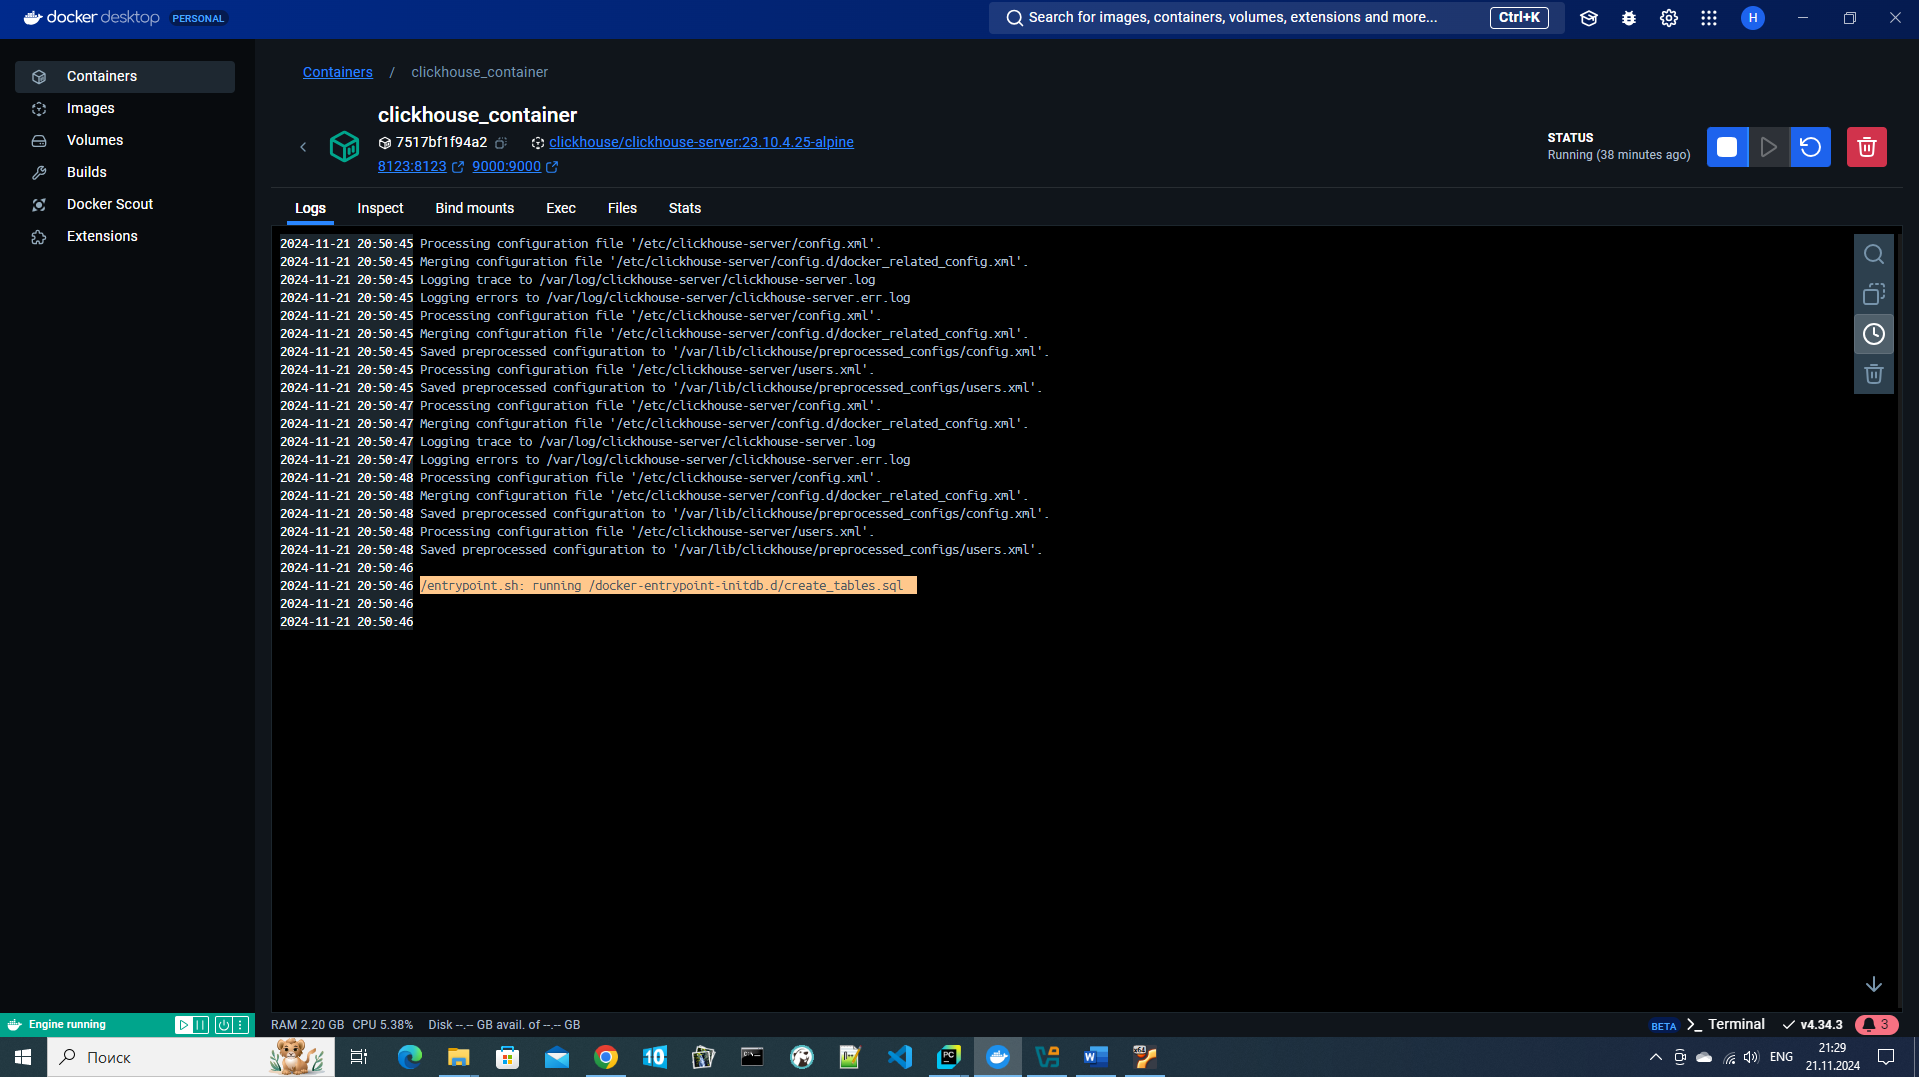 docker desktop PERSONAL
Search for images, containers, volumes, extensions and more... Ctrl+K
H
Containers
Images
Volumes
Builds
Docker Scout
Extensions
Containers / clickhouse_container
clickhouse_container
7517bf1f94a2 clickhouse/clickhouse-server:23.10.4.25-alpine
8123:8123 9000:9000
STATUS
Running (38 minutes ago)
Logs Inspect Bind mounts Exec Files Stats
2024-11-21 20:50:45 Processing configuration file '/etc/clickhouse-server/config.xml'.
2024-11-21 20:50:45 Merging configuration file '/etc/clickhouse-server/config.d/docker_related_config.xml'.
2024-11-21 20:50:45 Logging trace to /var/log/clickhouse-server/clickhouse-server.log
2024-11-21 20:50:45 Logging errors to /var/log/clickhouse-server/clickhouse-server.err.log
2024-11-21 20:50:45 Processing configuration file '/etc/clickhouse-server/config.xml'.
2024-11-21 20:50:45 Merging configuration file '/etc/clickhouse-server/config.d/docker_related_config.xml'.
2024-11-21 20:50:45 Saved preprocessed configuration to '/var/lib/clickhouse/preprocessed_configs/config.xml'.
2024-11-21 20:50:45 Processing configuration file '/etc/clickhouse-server/users.xml'.
2024-11-21 20:50:45 Saved preprocessed configuration to '/var/lib/clickhouse/preprocessed_configs/users.xml'.
2024-11-21 20:50:47 Processing configuration file '/etc/clickhouse-server/config.xml'.
2024-11-21 20:50:47 Merging configuration file '/etc/clickhouse-server/config.d/docker_related_config.xml'.
2024-11-21 20:50:47 Logging trace to /var/log/clickhouse-server/clickhouse-server.log
2024-11-21 20:50:47 Logging errors to /var/log/clickhouse-server/clickhouse-server.err.log
2024-11-21 20:50:48 Processing configuration file '/etc/clickhouse-server/config.xml'.
2024-11-21 20:50:48 Merging configuration file '/etc/clickhouse-server/config.d/docker_related_config.xml'.
2024-11-21 20:50:48 Saved preprocessed configuration to '/var/lib/clickhouse/preprocessed_configs/config.xml'.
2024-11-21 20:50:48 Processing configuration file '/etc/clickhouse-server/users.xml'.
2024-11-21 20:50:48 Saved preprocessed configuration to '/var/lib/clickhouse/preprocessed_configs/users.xml'.
2024-11-21 20:50:46
2024-11-21 20:50:46 /entrypoint.sh: running /docker-entrypoint-initdb.d/create_tables.sql
2024-11-21 20:50:46
2024-11-21 20:50:46
Engine running
RAM 2.20 GB CPU 5.38% Disk --.-- GB avail. of --.-- GB
BETA Terminal v4.34.3 3
Поиск
10
PC
W
ENG
21:29
21.11.2024